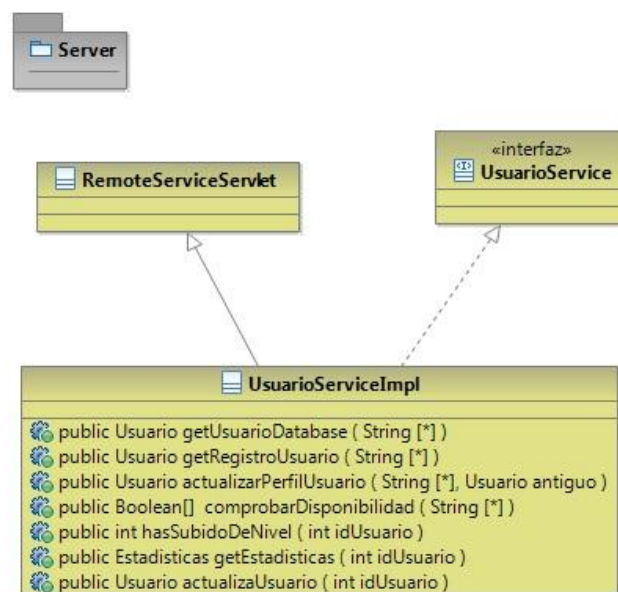 Server
«interfaz»
UsuarioService
RemoteServiceServlet
UsuarioServiceImpl
public Usuario getUsuarioDatabase ( String [*] )
public Usuario getRegistroUsuario ( String [*] )
public Usuario actualizarPerfilUsuario ( String [*], Usuario antiguo )
public Boolean[] comprobarDisponibilidad ( String [*] )
public int hasSubidoDeNivel ( int idUsuario )
public Estadisticas getEstadisticas ( int idUsuario )
public Usuario actualizaUsuario ( int idUsuario )